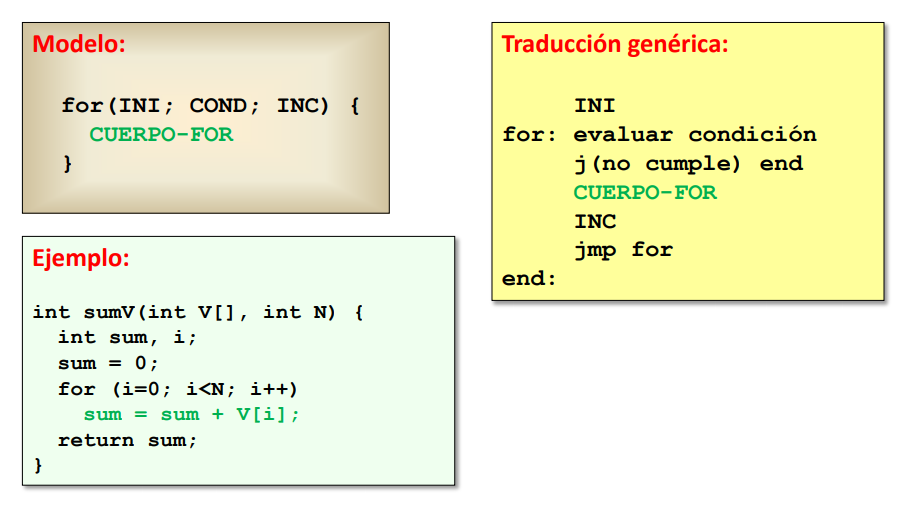 Modelo:
for(INI; COND; INC) {
CUERPO-FOR
}
Ejemplo:
int sumV(int V[], int N) {
int sum, i;
sum = 0;
for (i=0; i<N; i++)
sum = sum + V[i];
return sum;
}
Traducción genérica:
INI
for: evaluar condición
j(no cumple) end
CUERPO-FOR
INC
jmp for
end: